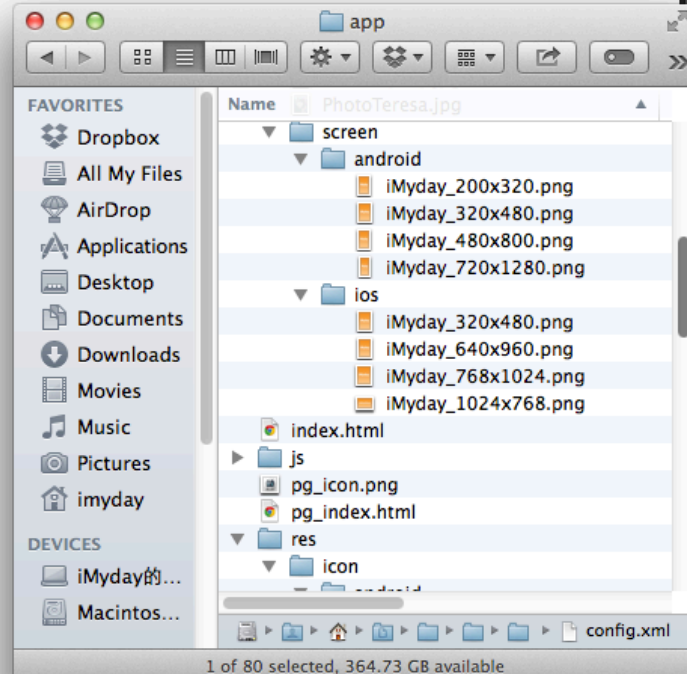 app
FAVORITES
Dropbox
All My Files
AirDrop
Applications
Desktop
Documents
Downloads
Movies
Music
Pictures
imyday
DEVICES
iMyday的...
Macintos...
Name
PhotoTeresa.jpg
screen
android
iMyday_200x320.png
iMyday_320x480.png
iMyday_480x800.png
iMyday_720x1280.png
ios
iMyday_320x480.png
iMyday_640x960.png
iMyday_768x1024.png
iMyday_1024x768.png
index.html
js
pg_icon.png
pg_index.html
res
icon
android
config.xml
1 of 80 selected, 364.73 GB available